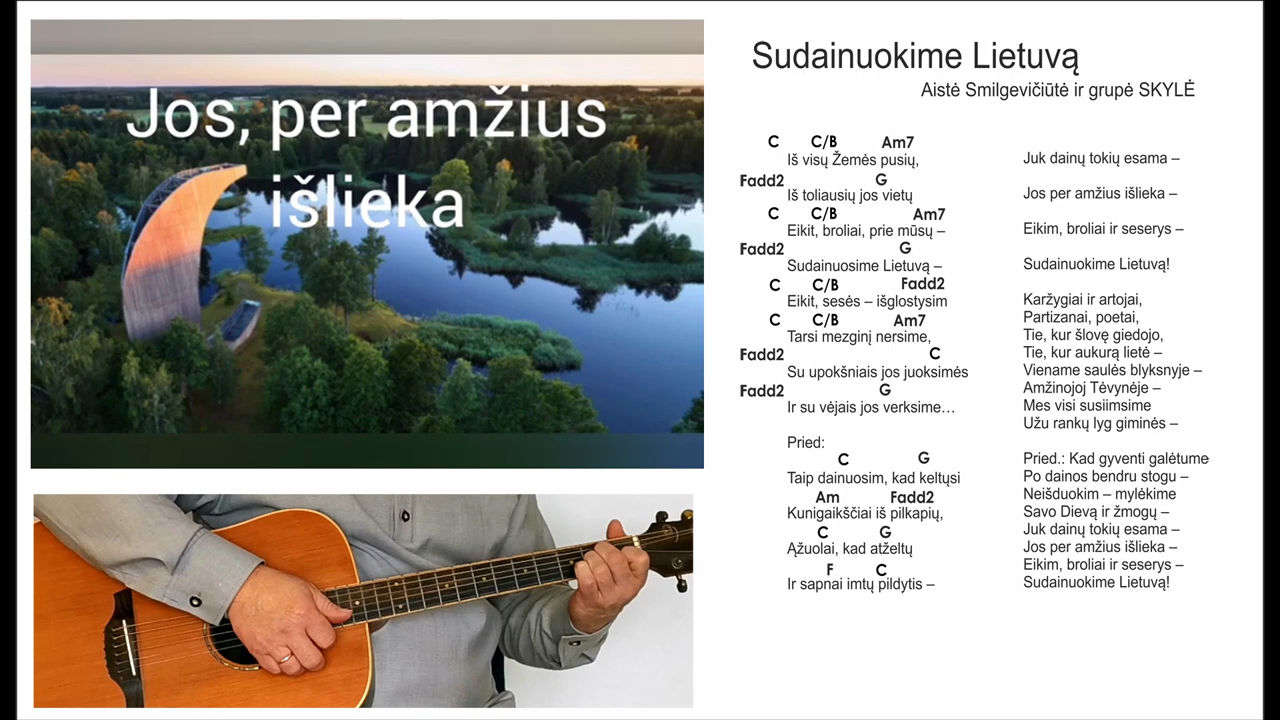 Jos, per amžius
išlieka
Sudainuokime Lietuvą
Aistė Smilgevičiūtė ir grupė SKYLĖ
C C/B Am7
Iš visų Žemės pusių,
Fadd2 G
Iš toliausių jos vietų
C C/B Am7
Eikit, broliai, prie mūsų –
Fadd2 G
Sudainuosime Lietuvą –
C C/B Fadd2
Eikit, sesės – išglostysim
C C/B Am7
Tarsi mezginį nersime,
Fadd2 C
Su upokšniais jos juoksimės
Fadd2 G
Ir su vėjais jos verksime…
Pried:
C G
Taip dainuosim, kad keltųsi
Am Fadd2
Kunigaikščiai iš pilkapių,
C G
Ąžuolai, kad atželtų
F C
Ir sapnai imtų pildytis –
Juk dainų tokių esama –
Jos per amžius išlieka –
Eikim, broliai ir seserys –
Sudainuokime Lietuvą!
Karžygiai ir artojai,
Partizanai, poetai,
Tie, kur šlovę giedojo,
Tie, kur aukurą lietė –
Viename saulės blyksnyje –
Amžinojoj Tėvynėje –
Mes visi susiimsime
Užu rankų lyg giminės –
Pried.: Kad gyventi galėtume
Po dainos bendru stogu –
Neišduokim – mylėkime
Savo Dievą ir žmogų –
Juk dainų tokių esama –
Jos per amžius išlieka –
Eikim, broliai ir seserys –
Sudainuokime Lietuvą!